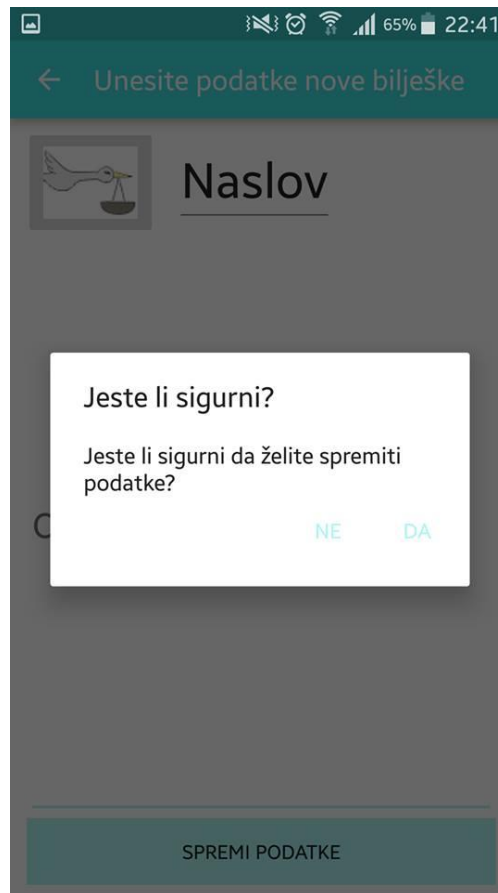 65% 22:41
Unesite podatke nove bilješke
Naslov
Jeste li sigurni?
Jeste li sigurni da želite spremiti
podatke?
NE DA
SPREMI PODATKE